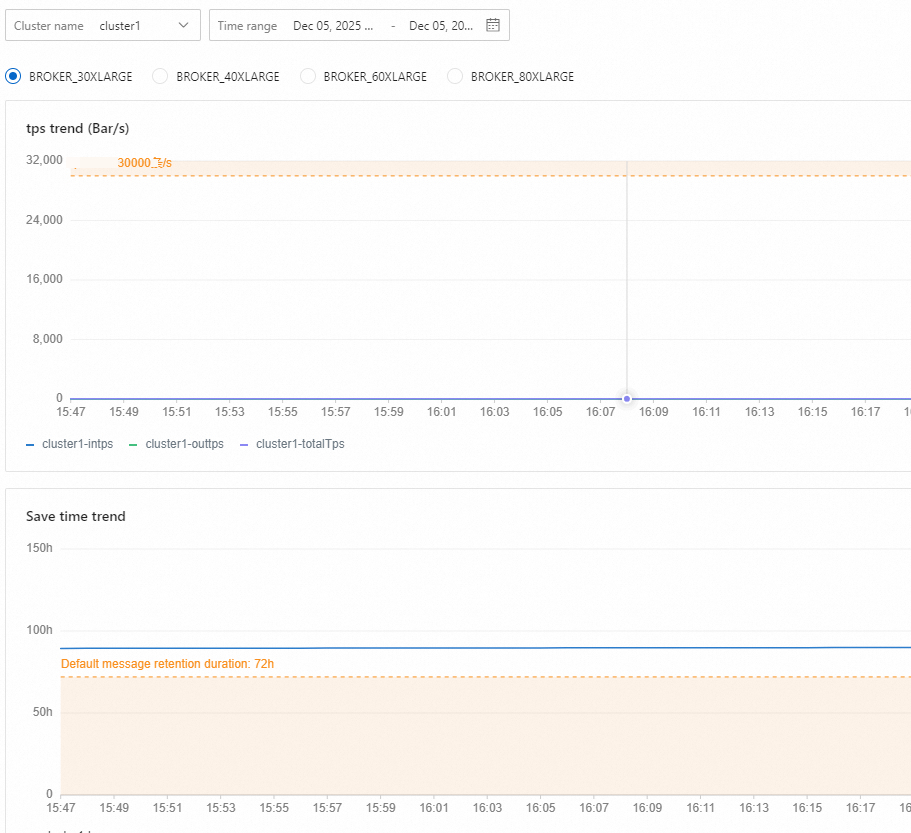 Cluster name cluster1 Time range Dec 05, 2025 ... - Dec 05, 20...
BROKER_30XLARGE BROKER_40XLARGE BROKER_60XLARGE BROKER_80XLARGE
tps trend (Bar/s)
32,000
30000 /s
24,000
16,000
8,000
0
15:47 15:49 15:51 15:53 15:55 15:57 15:59 16:01 16:03 16:05 16:07 16:09 16:11 16:13 16:15 16:17
cluster1-intps cluster1-outtps cluster1-totalTps
Save time trend
150h
100h
Default message retention duration: 72h
50h
0
15:47 15:49 15:51 15:53 15:55 15:57 15:59 16:01 16:03 16:05 16:07 16:09 16:11 16:13 16:15 16:17